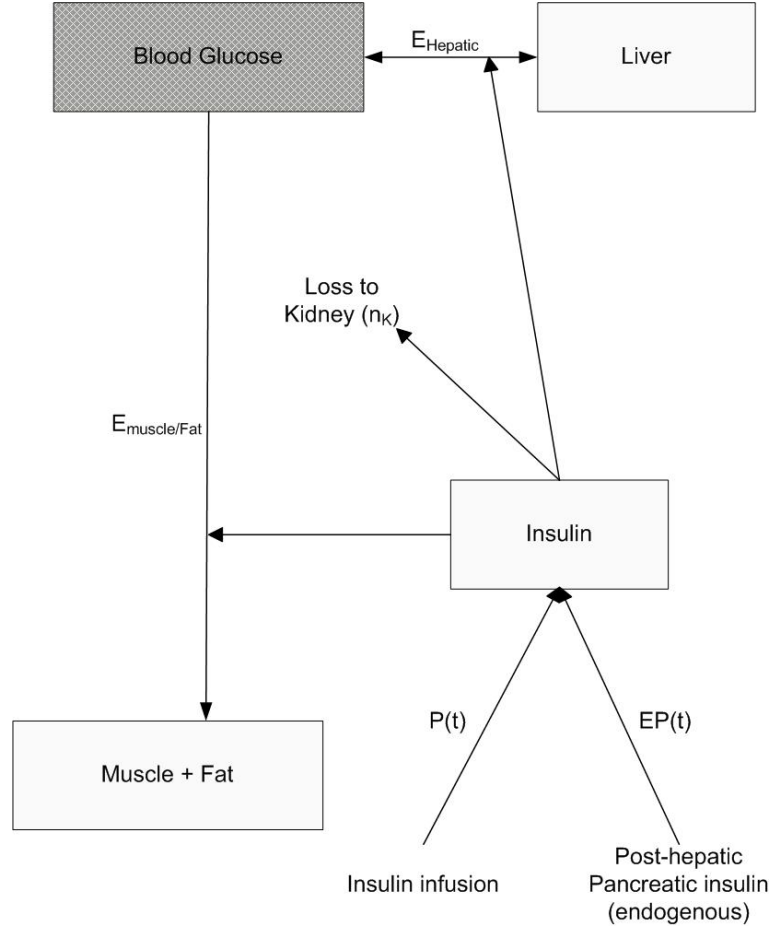 Blood Glucose
E_Hepatic
Liver
Loss to
Kidney (n_K)
E_muscle/Fat
Insulin
P(t)
EP(t)
Muscle + Fat
Insulin infusion
Post-hepatic
Pancreatic insulin
(endogenous)